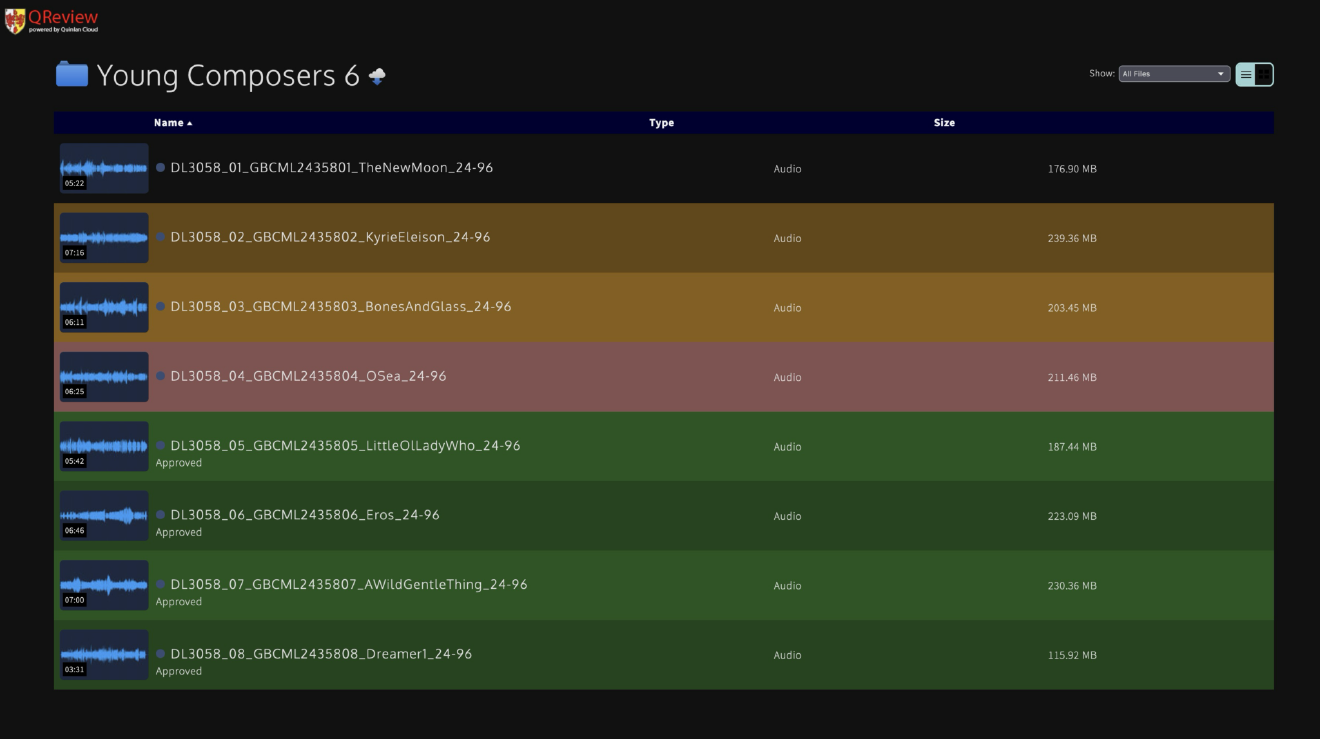 QReview
powered by Quinlan Cloud
Young Composers 6
Show: All Files
Name Type Size
DL3058_01_GBCML2435801_TheNewMoon_24-96 Audio 176.90 MB
05:22
DL3058_02_GBCML2435802_KyrieEleison_24-96 Audio 239.36 MB
07:16
DL3058_03_GBCML2435803_BonesAndGlass_24-96 Audio 203.45 MB
06:11
DL3058_04_GBCML2435804_OSea_24-96 Audio 211.46 MB
06:25
DL3058_05_GBCML2435805_LittleOlLadyWho_24-96 Audio 187.44 MB
05:42 Approved
DL3058_06_GBCML2435806_Eros_24-96 Audio 223.09 MB
06:46 Approved
DL3058_07_GBCML2435807_AWildGentleThing_24-96 Audio 230.36 MB
07:00 Approved
DL3058_08_GBCML2435808_Dreamer1_24-96 Audio 115.92 MB
03:31 Approved